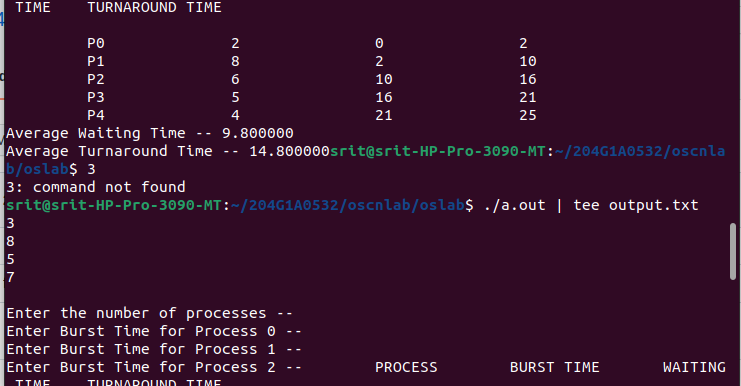 TIME TURNAROUND TIME
P0 2 0 2
P1 8 2 10
P2 6 10 16
P3 5 16 21
P4 4 21 25
Average Waiting Time -- 9.800000
Average Turnaround Time -- 14.800000srit@srit-HP-Pro-3090-MT:~/204G1A0532/oscnla
b/oslab$ 3
3: command not found
srit@srit-HP-Pro-3090-MT:~/204G1A0532/oscnlab/oslab$ ./a.out | tee output.txt
3
8
5
7
Enter the number of processes --
Enter Burst Time for Process 0 --
Enter Burst Time for Process 1 --
Enter Burst Time for Process 2 -- PROCESS BURST TIME WAITING
TIME TURNAROUND TIME